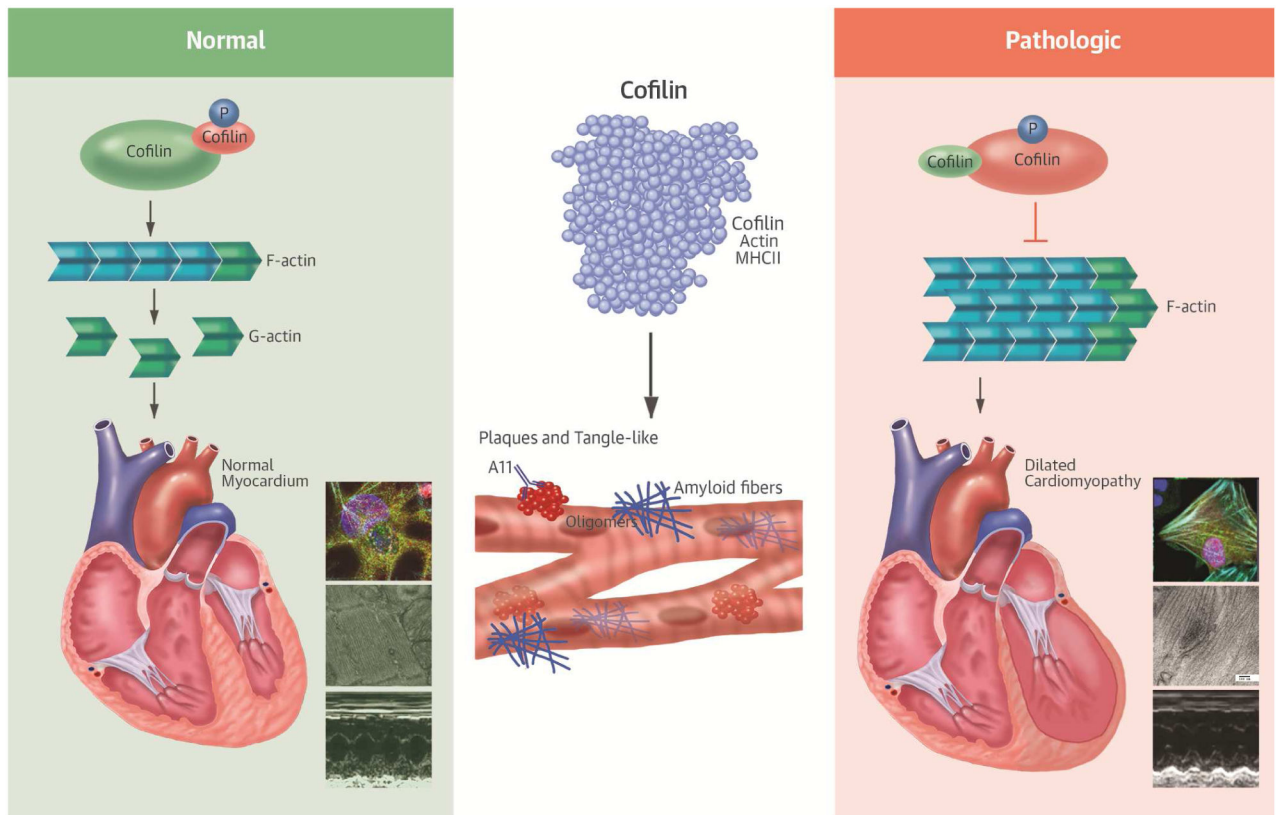 Normal
P
Cofilin
Cofilin
F-actin
G-actin
Normal
Myocardium
Cofilin
Cofilin
Actin
MHCII
Plaques and Tangle-like
A11
Oligomers
Amyloid fibers
Pathologic
P
Cofilin
Cofilin
F-actin
Dilated
Cardiomyopathy